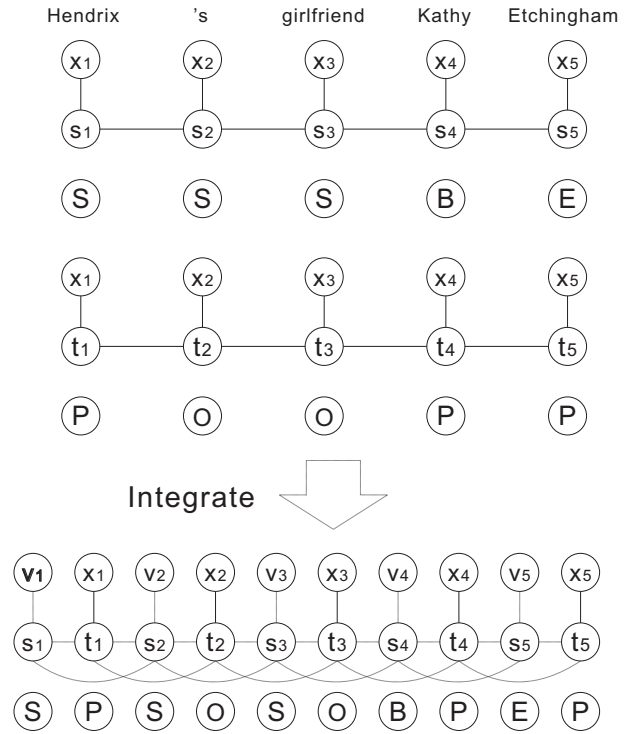 Hendrix 's girlfriend Kathy Etchingham
x1 x2 x3 x4 x5
s1 s2 s3 s4 s5
S S S B E
x1 x2 x3 x4 x5
t1 t2 t3 t4 t5
P O O P P
Integrate
v1 x1 v2 x2 v3 x3 v4 x4 v5 x5
s1 t1 s2 t2 s3 t3 s4 t4 s5 t5
S P S O S O B P E P